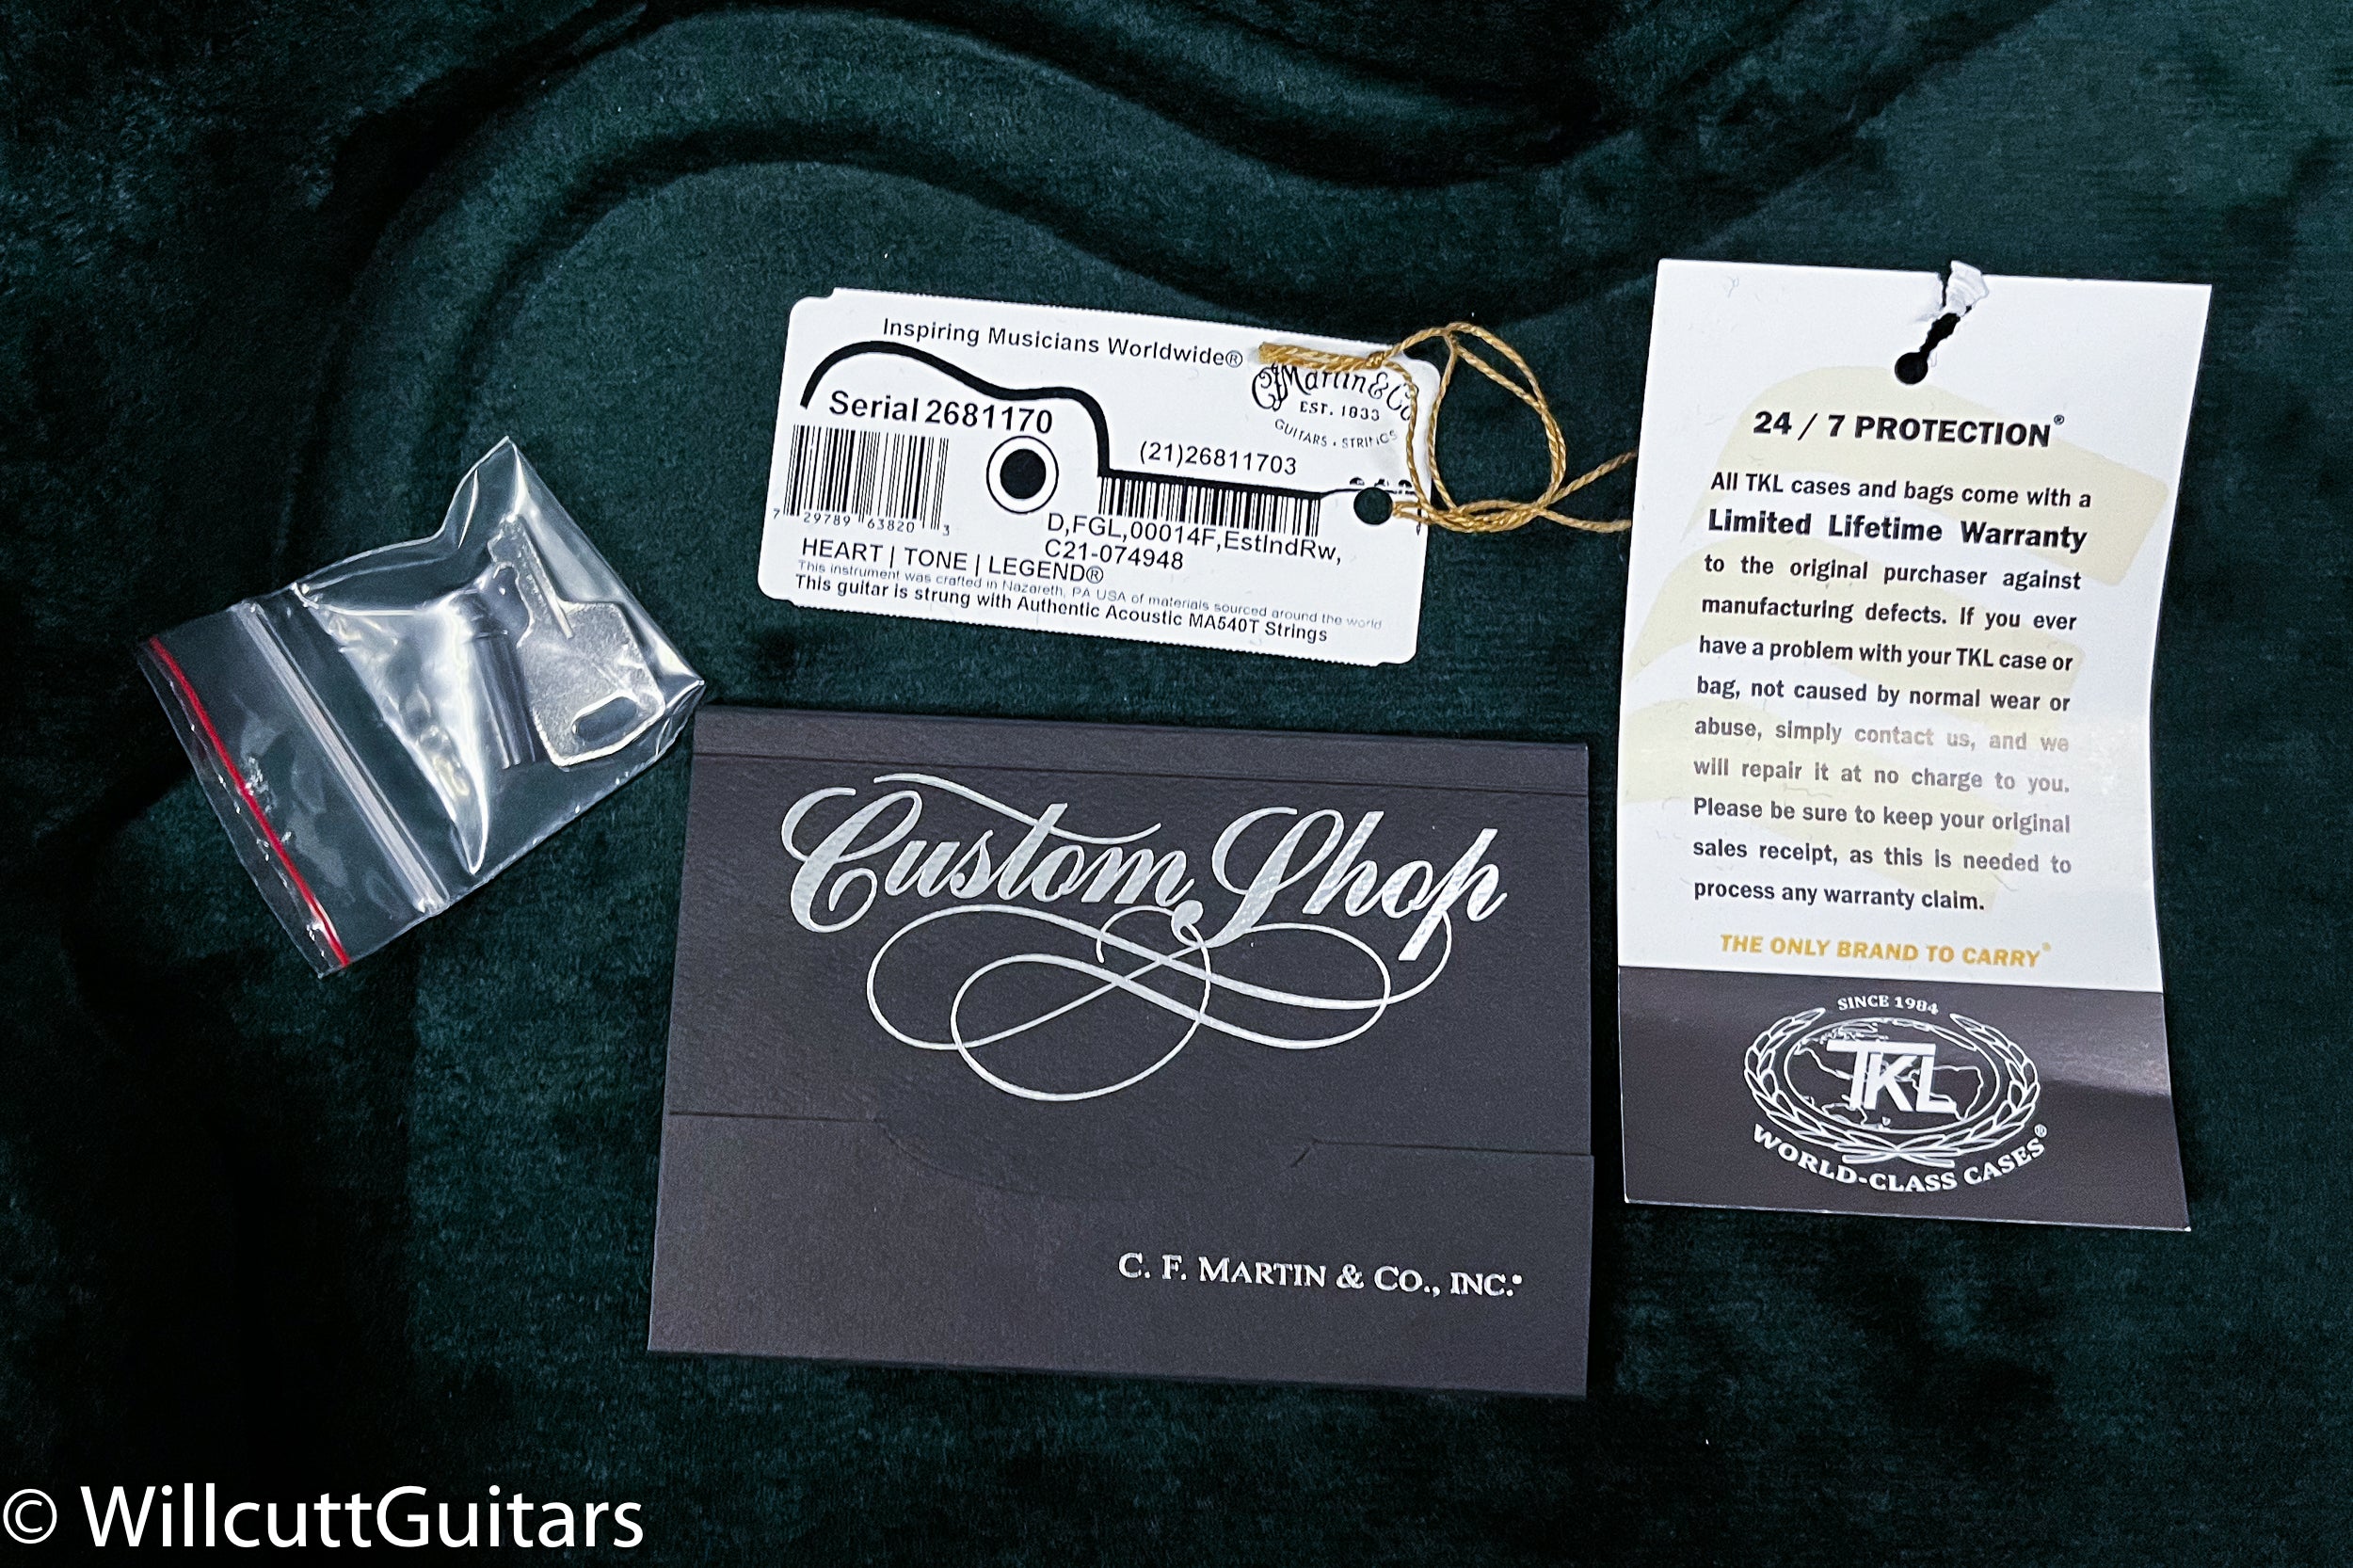 Inspiring Musicians Worldwide®
CF Martin & Co
EST. 1833
GUITARS • STRINGS
Serial 2681170
(21)26811703
7 29789 63820 3
D,FGL,00014F,EstIndRw,
C21-074948
HEART | TONE | LEGEND®
This instrument was crafted in Nazareth, PA USA of materials sourced around the world
This guitar is strung with Authentic Acoustic MA540T Strings
Custom Shop
C. F. MARTIN & CO., INC.®
24 / 7 PROTECTION®
All TKL cases and bags come with a
Limited Lifetime Warranty
to the original purchaser against
manufacturing defects. If you ever
have a problem with your TKL case or
bag, not caused by normal wear or
abuse, simply contact us, and we
will repair it at no charge to you.
Please be sure to keep your original
sales receipt, as this is needed to
process any warranty claim.
THE ONLY BRAND TO CARRY®
SINCE 1984
TKL
WORLD-CLASS CASES®
© WillcuttGuitars